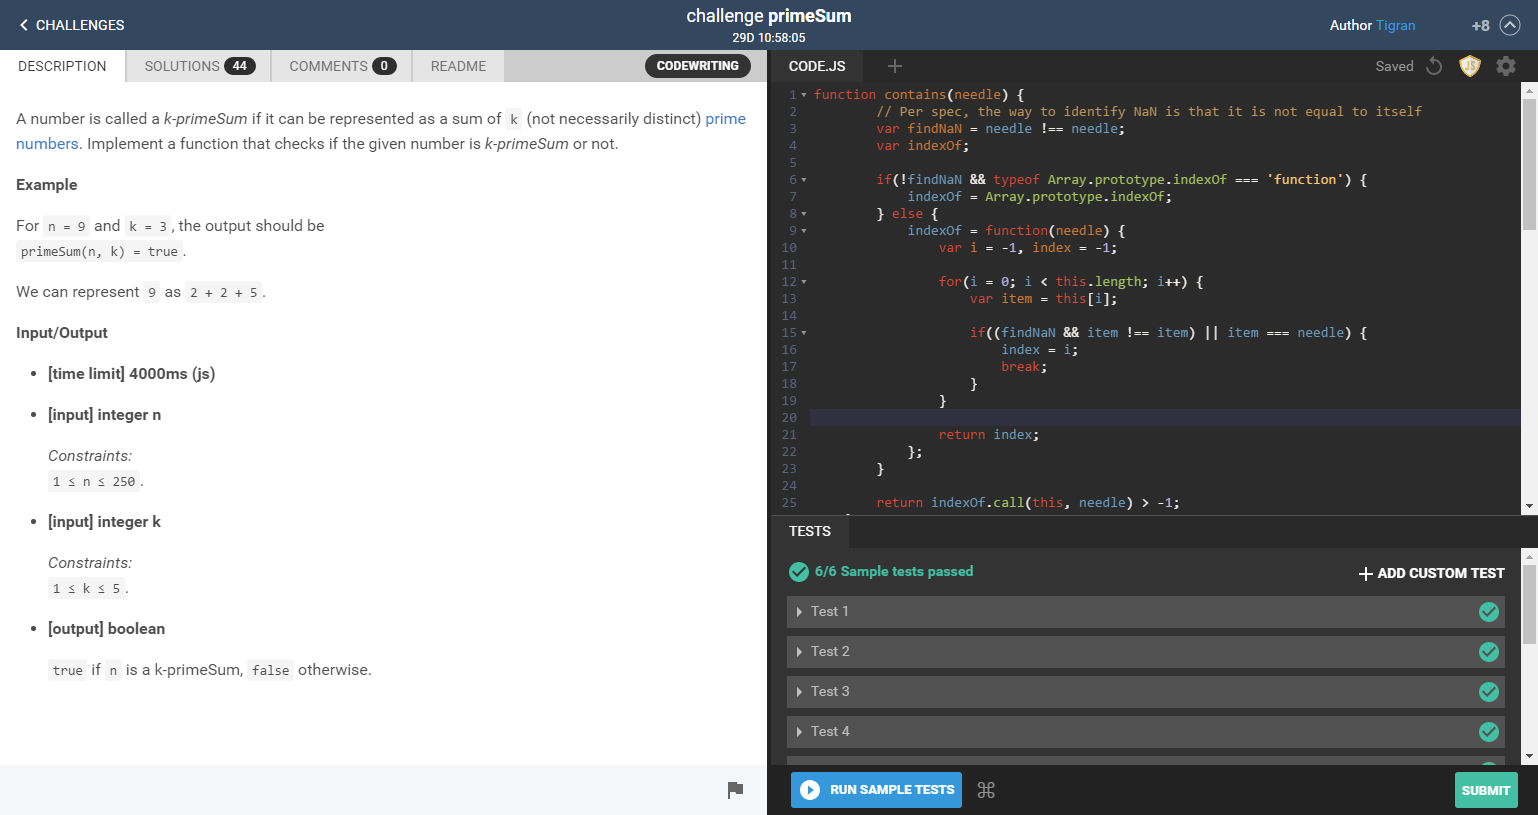 CHALLENGES
challenge primeSum
29D 10:58:05
Author Tigran
+8
DESCRIPTION
SOLUTIONS 44
COMMENTS 0
README
CODEWRITING
A number is called a k-primeSum if it can be represented as a sum of k (not necessarily distinct) prime
numbers. Implement a function that checks if the given number is k-primeSum or not.
Example
For n = 9 and k = 3, the output should be
primeSum(n, k) = true.
We can represent 9 as 2 + 2 + 5.
Input/Output
• [time limit] 4000ms (js)
• [input] integer n
Constraints:
1 ≤ n ≤ 250.
• [input] integer k
Constraints:
1 ≤ k ≤ 5.
• [output] boolean
true if n is a k-primeSum, false otherwise.
CODE.JS
Saved
JS
1 function contains(needle) {
2 // Per spec, the way to identify NaN is that it is not equal to itself
3 var findNaN = needle !== needle;
4 var indexOf;
5
6 if(!findNaN && typeof Array.prototype.indexOf === 'function') {
7 indexOf = Array.prototype.indexOf;
8 } else {
9 indexOf = function(needle) {
10 var i = -1, index = -1;
11
12 for(i = 0; i < this.length; i++) {
13 var item = this[i];
14
15 if((findNaN && item !== item) || item === needle) {
16 index = i;
17 break;
18 }
19 }
20
21 return index;
22 };
23 }
24
25 return indexOf.call(this, needle) > -1;
TESTS
6/6 Sample tests passed
ADD CUSTOM TEST
Test 1
Test 2
Test 3
Test 4
RUN SAMPLE TESTS
SUBMIT